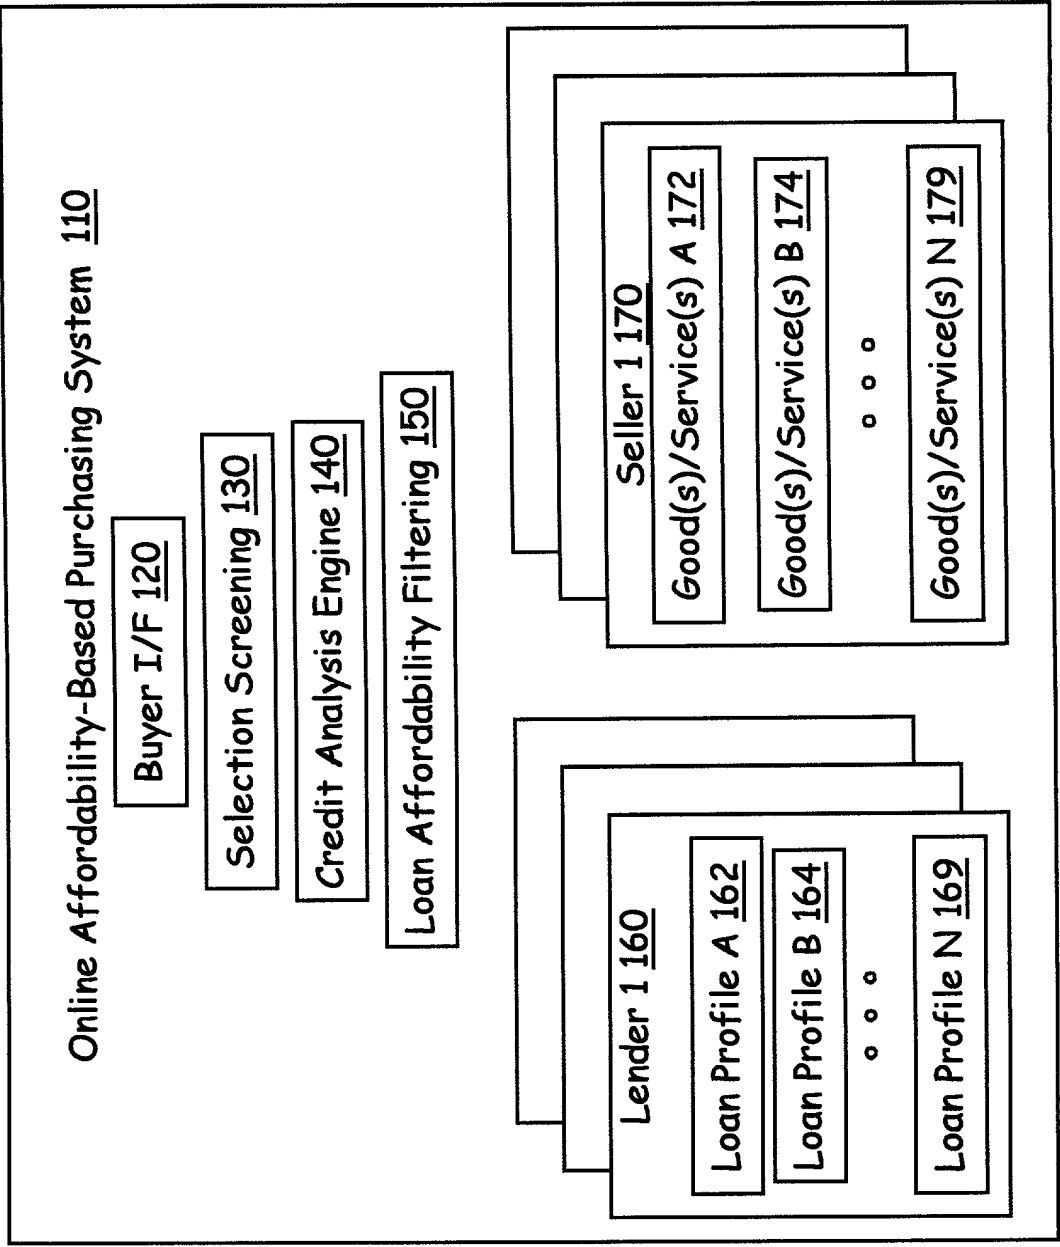 Online Affordability-Based Purchasing System 110
Buyer I/F 120
Selection Screening 130
Credit Analysis Engine 140
Loan Affordability Filtering 150
Lender 1 160
Loan Profile A 162
Loan Profile B 164
Loan Profile N 169
Seller 1 170
Good(s)/Service(s) A 172
Good(s)/Service(s) B 174
Good(s)/Service(s) N 179